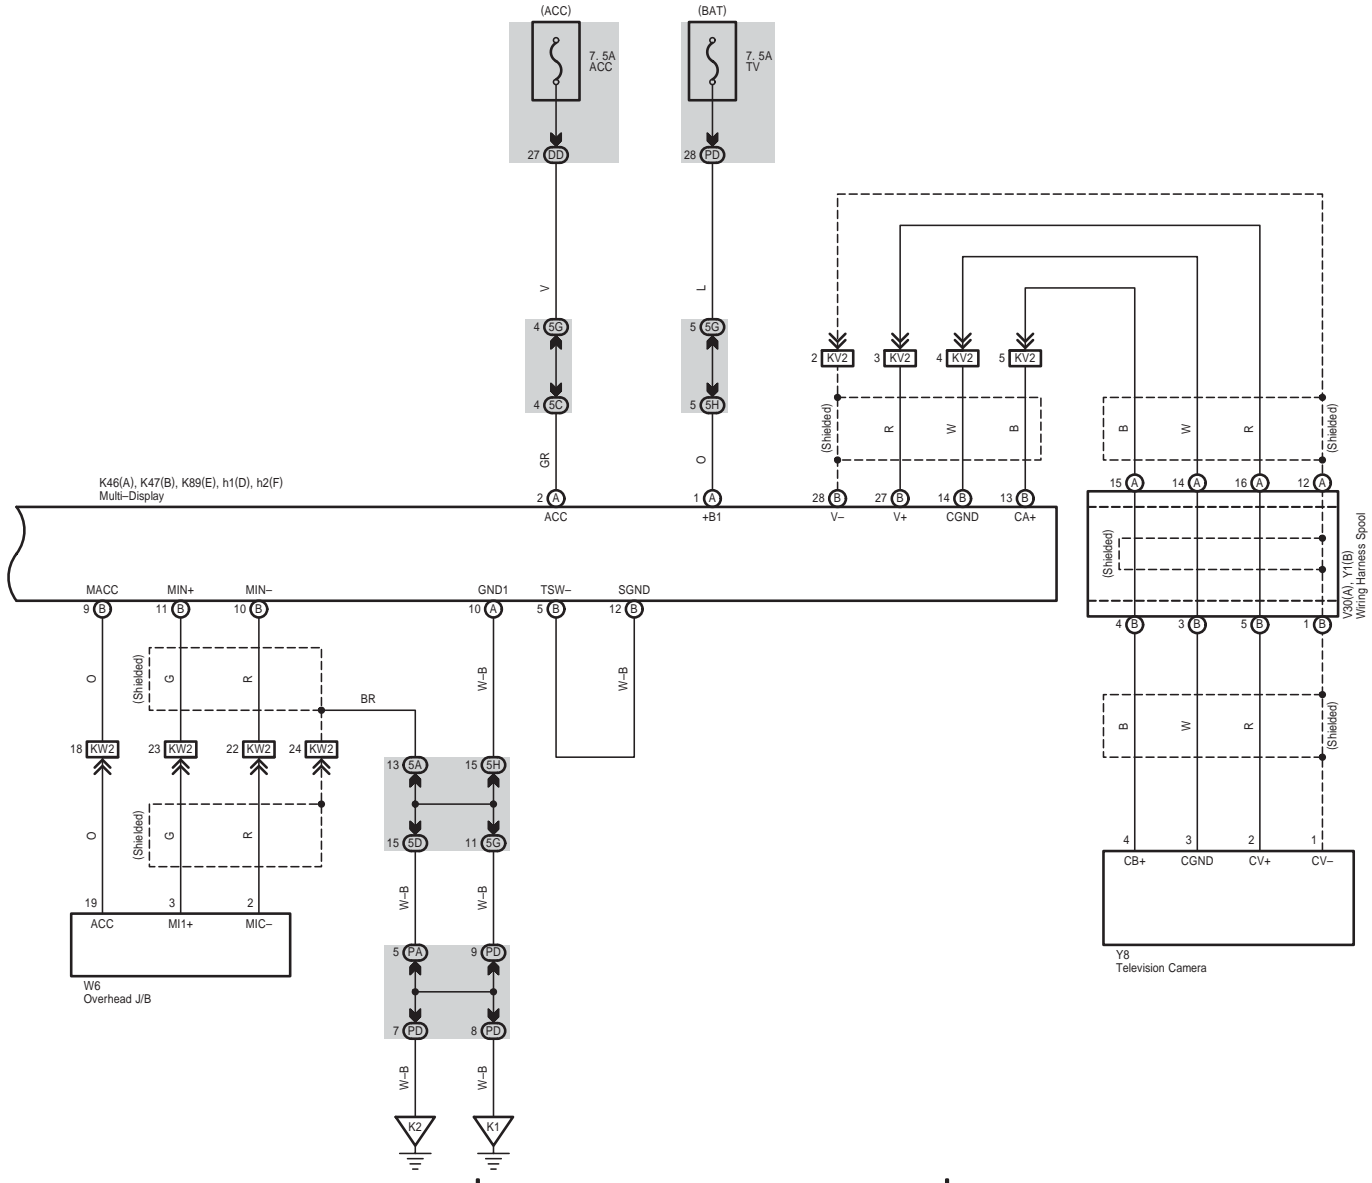 (ACC) (BAT)
7. 5A
ACC
7. 5A
TV
27 DD
28 PD
V
L
4 5G
5 5G
2 KV2
3 KV2
4 KV2
5 KV2
4 5C
5 5H
(Shielded)
R
W
B
B
W
R
(Shielded)
GR
O
K46(A), K47(B), K89(E), h1(D), h2(F)
Multi–Display
2 A
1 A
28 B
27 B
14 B
13 B
15 A
14 A
16 A
12 A
ACC
+B1
V–
V+
CGND
CA+
(Shielded)
V30(A), Y1(B)
Wiring Harness Spool
MACC
MIN+
MIN–
GND1
TSW–
SGND
9 B
11 B
10 B
10 A
5 B
12 B
4 B
3 B
5 B
1 B
(Shielded)
O
G
R
BR
W–B
W–B
B
W
R
(Shielded)
18 KW2
23 KW2
22 KW2
24 KW2
13 5A
15 5H
(Shielded)
O
G
R
15 5D
11 5G
4
3
2
1
CB+
CGND
CV+
CV–
W–B
W–B
19
3
2
ACC
MI1+
MIC–
5 PA
9 PD
Y8
Television Camera
W6
Overhead J/B
7 PD
8 PD
W–B
W–B
K2
K1